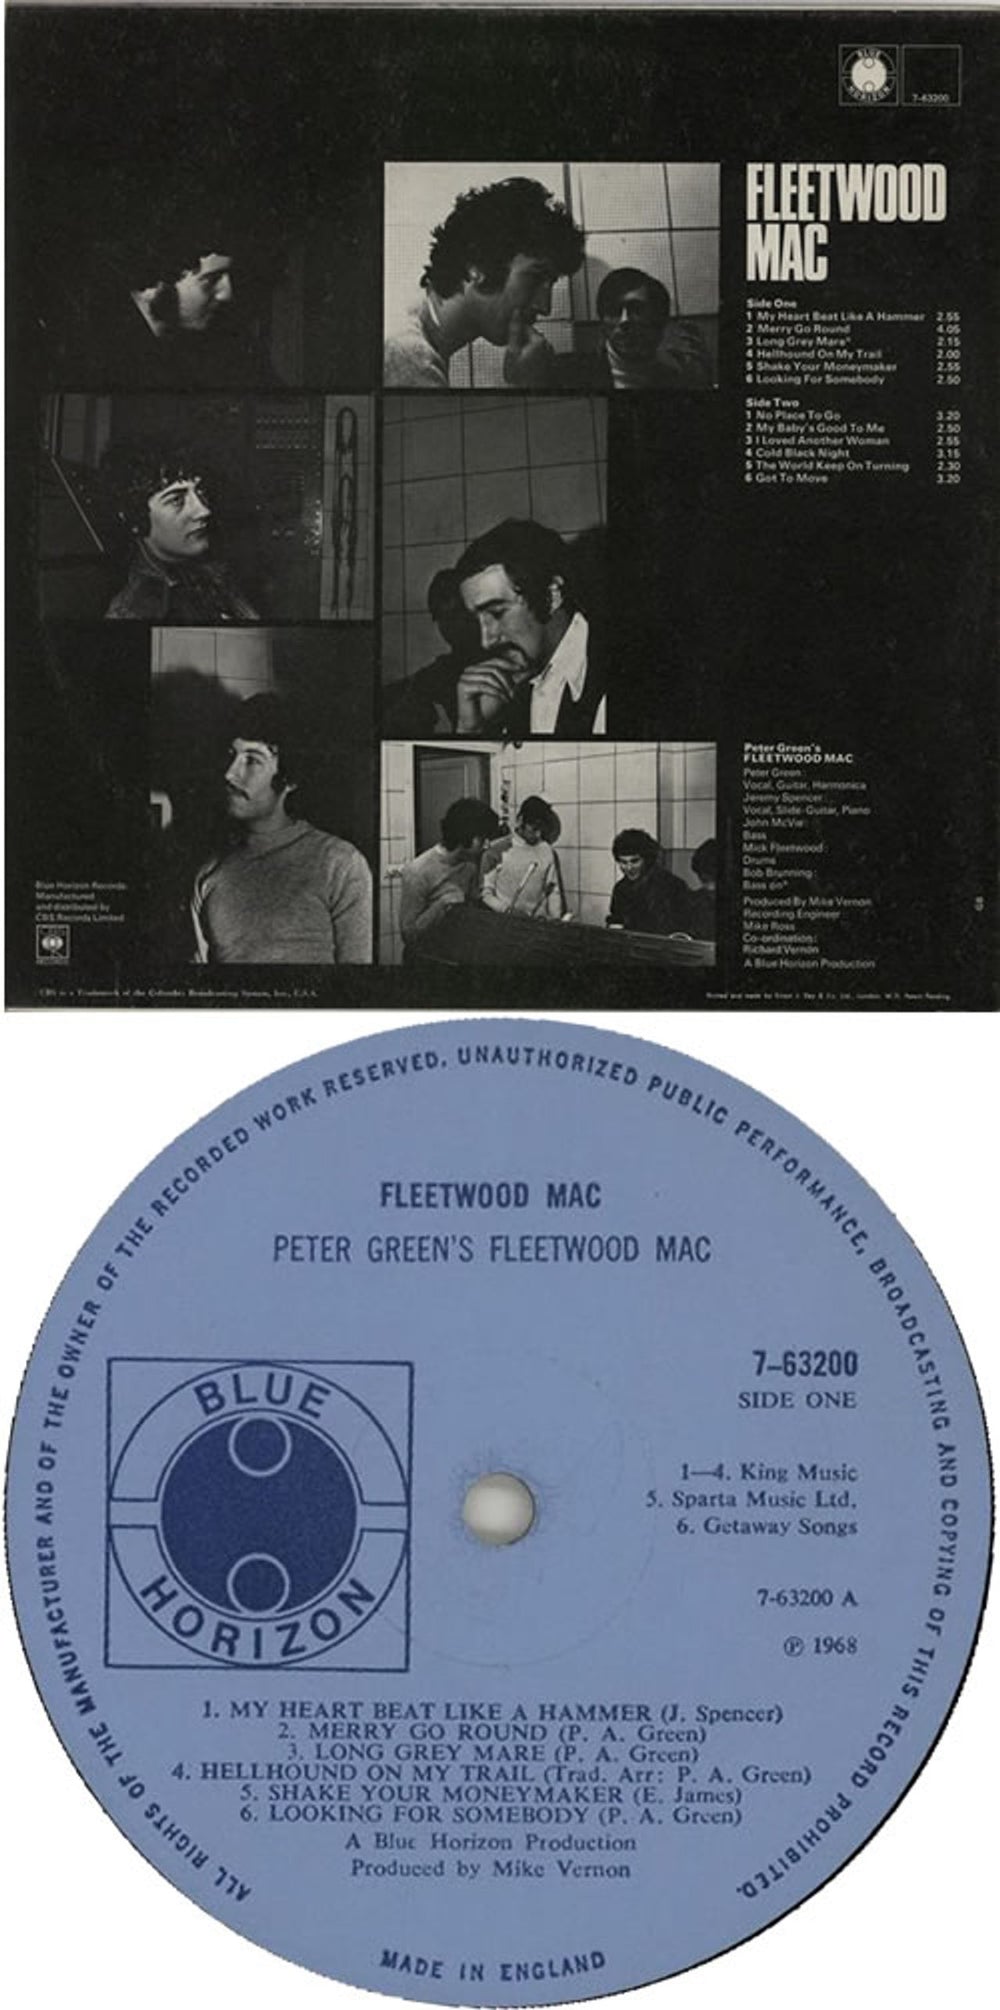 BLUE
HORIZON
7-63200
FLEETWOOD
MAC
Side One
1 My Heart Beat Like A Hammer 2.55
2 Merry Go Round 4.05
3 Long Grey Mare* 2.15
4 Hellhound On My Trail 2.00
5 Shake Your Moneymaker 2.55
6 Looking For Somebody 2.50
Side Two
1 No Place To Go 3.20
2 My Baby's Good To Me 2.50
3 I Loved Another Woman 2.55
4 Cold Black Night 3.15
5 The World Keep On Turning 2.30
6 Got To Move 3.20
Peter Green's
FLEETWOOD MAC
Peter Green:
Vocal, Guitar, Harmonica
Jeremy Spencer:
Vocal, Slide-Guitar, Piano
John McVie:
Bass
Mick Fleetwood:
Drums
Bob Brunning:
Bass on*
Produced By Mike Vernon
Recording Engineer:
Mike Ross
Co-ordination:
Richard Vernon
A Blue Horizon Production
Blue Horizon Records
Manufactured
and distributed by
CBS Records Limited
CBS is a Trademark of the Columbia Broadcasting System, Inc., U.S.A.
ALL RIGHTS OF THE MANUFACTURER AND OF THE OWNER OF THE RECORDED WORK RESERVED. UNAUTHORIZED PUBLIC PERFORMANCE, BROADCASTING AND COPYING OF THIS RECORD PROHIBITED.
FLEETWOOD MAC
PETER GREEN'S FLEETWOOD MAC
7-63200
SIDE ONE
BLUE
HORIZON
1—4. King Music
5. Sparta Music Ltd.
6. Getaway Songs
7-63200 A
Ⓟ 1968
1. MY HEART BEAT LIKE A HAMMER (J. Spencer)
2. MERRY GO ROUND (P. A. Green)
3. LONG GREY MARE (P. A. Green)
4. HELLHOUND ON MY TRAIL (Trad. Arr: P. A. Green)
5. SHAKE YOUR MONEYMAKER (E. James)
6. LOOKING FOR SOMEBODY (P. A. Green)
A Blue Horizon Production
Produced by Mike Vernon
MADE IN ENGLAND